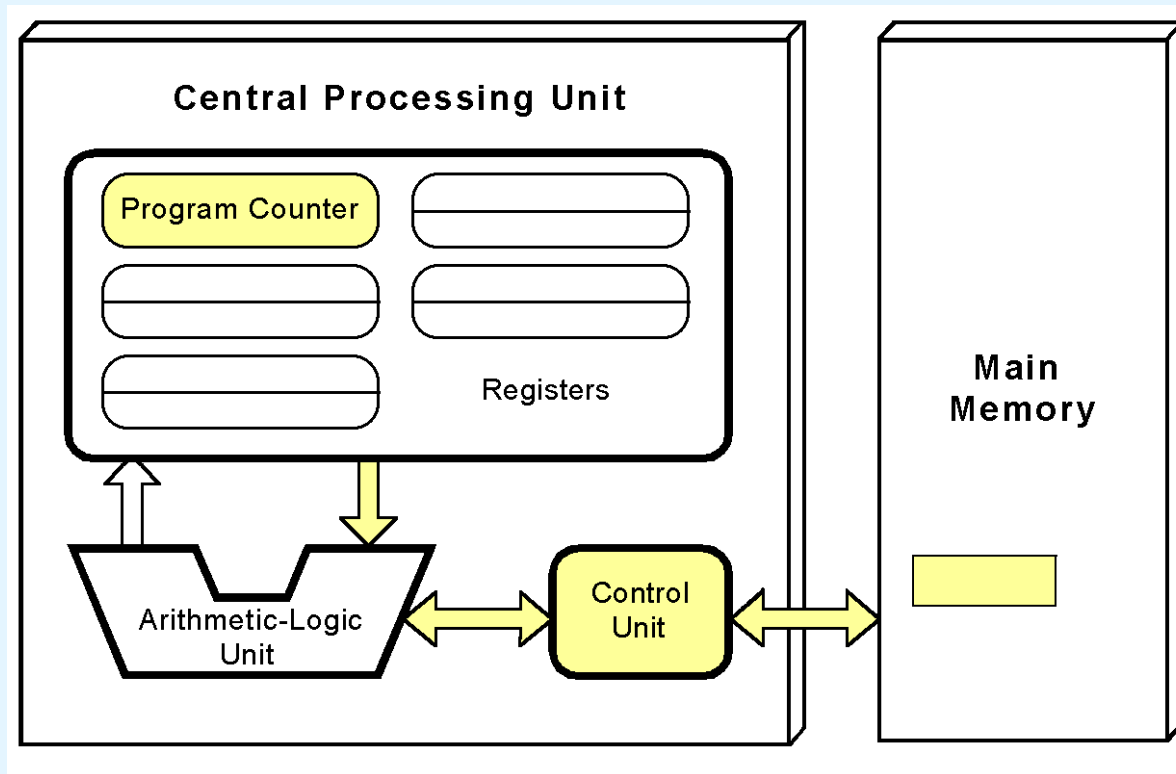 Central Processing Unit
Program Counter
Registers
Main
Memory
Arithmetic-Logic
Unit
Control
Unit